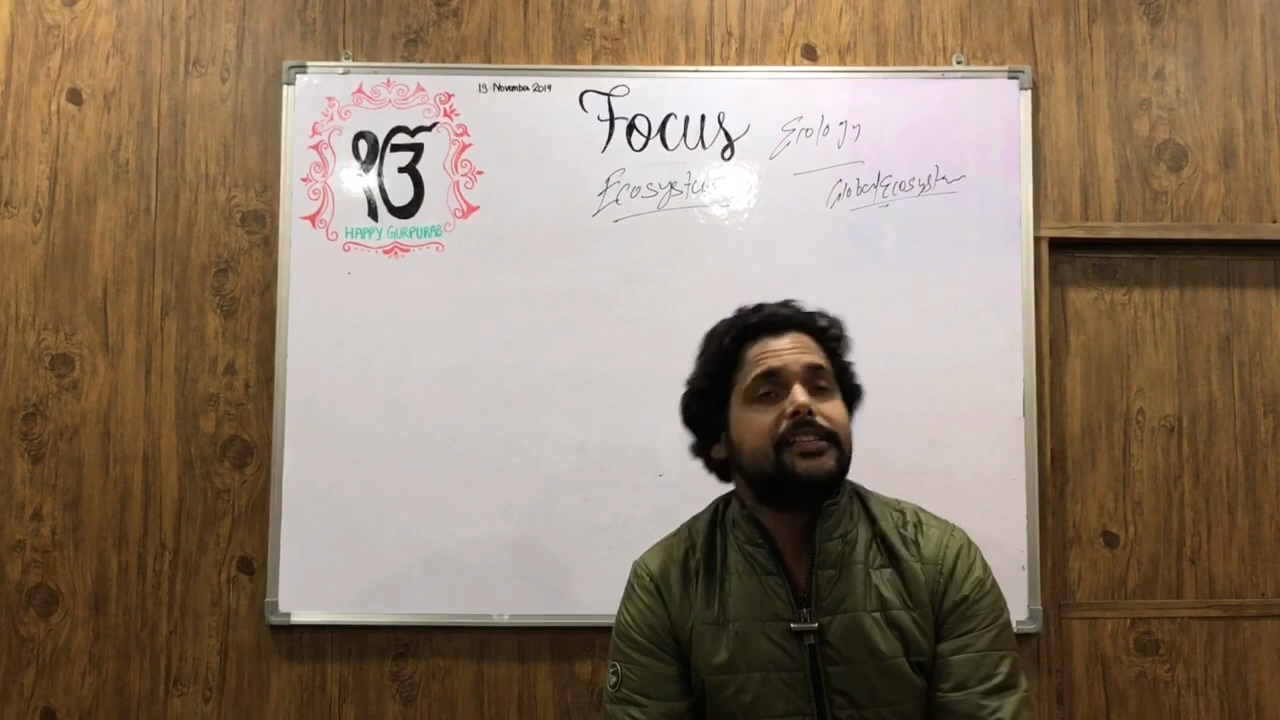 ੴ
HAPPY GURPURAB
13 November 2019
Focus
Ecology
Ecosystem
Global Ecosystem